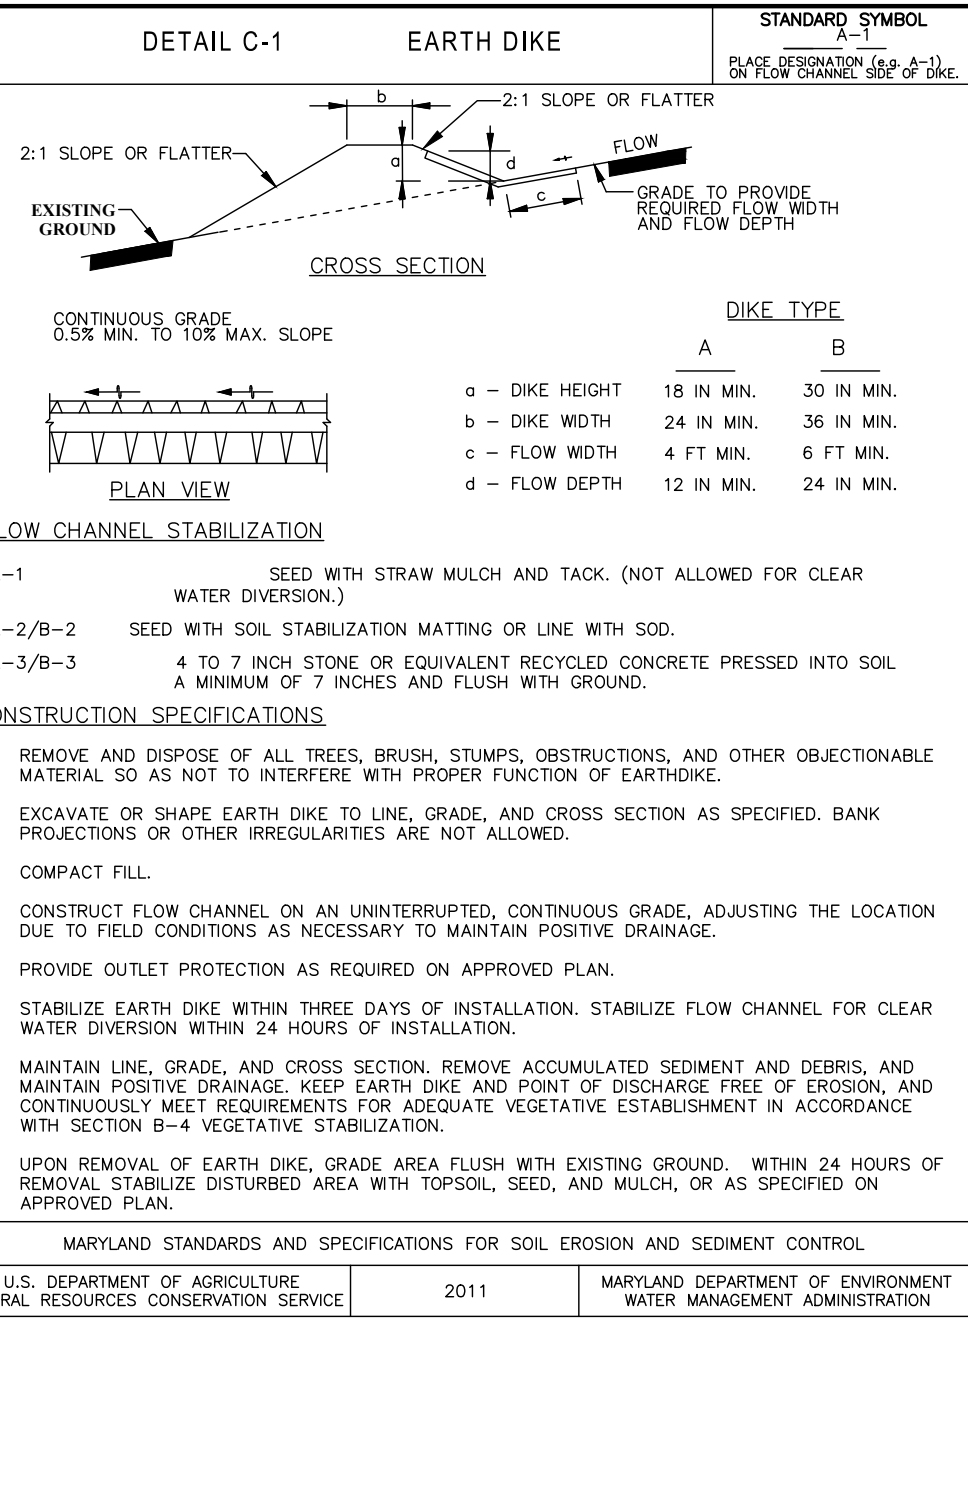 DETAIL C-1 EARTH DIKE
STANDARD SYMBOL
A-1
PLACE DESIGNATION (e.g. A-1)
ON FLOW CHANNEL SIDE OF DIKE.
b
2:1 SLOPE OR FLATTER
2:1 SLOPE OR FLATTER
a
d
FLOW
c
GRADE TO PROVIDE
REQUIRED FLOW WIDTH
AND FLOW DEPTH
EXISTING
GROUND
CROSS SECTION
CONTINUOUS GRADE
0.5% MIN. TO 10% MAX. SLOPE
PLAN VIEW
DIKE TYPE
A B
a - DIKE HEIGHT 18 IN MIN. 30 IN MIN.
b - DIKE WIDTH 24 IN MIN. 36 IN MIN.
c - FLOW WIDTH 4 FT MIN. 6 FT MIN.
d - FLOW DEPTH 12 IN MIN. 24 IN MIN.
LOW CHANNEL STABILIZATION
-1 SEED WITH STRAW MULCH AND TACK. (NOT ALLOWED FOR CLEAR
WATER DIVERSION.)
-2/B-2 SEED WITH SOIL STABILIZATION MATTING OR LINE WITH SOD.
-3/B-3 4 TO 7 INCH STONE OR EQUIVALENT RECYCLED CONCRETE PRESSED INTO SOIL
A MINIMUM OF 7 INCHES AND FLUSH WITH GROUND.
ONSTRUCTION SPECIFICATIONS
REMOVE AND DISPOSE OF ALL TREES, BRUSH, STUMPS, OBSTRUCTIONS, AND OTHER OBJECTIONABLE
MATERIAL SO AS NOT TO INTERFERE WITH PROPER FUNCTION OF EARTHDIKE.
EXCAVATE OR SHAPE EARTH DIKE TO LINE, GRADE, AND CROSS SECTION AS SPECIFIED. BANK
PROJECTIONS OR OTHER IRREGULARITIES ARE NOT ALLOWED.
COMPACT FILL.
CONSTRUCT FLOW CHANNEL ON AN UNINTERRUPTED, CONTINUOUS GRADE, ADJUSTING THE LOCATION
DUE TO FIELD CONDITIONS AS NECESSARY TO MAINTAIN POSITIVE DRAINAGE.
PROVIDE OUTLET PROTECTION AS REQUIRED ON APPROVED PLAN.
STABILIZE EARTH DIKE WITHIN THREE DAYS OF INSTALLATION. STABILIZE FLOW CHANNEL FOR CLEAR
WATER DIVERSION WITHIN 24 HOURS OF INSTALLATION.
MAINTAIN LINE, GRADE, AND CROSS SECTION. REMOVE ACCUMULATED SEDIMENT AND DEBRIS, AND
MAINTAIN POSITIVE DRAINAGE. KEEP EARTH DIKE AND POINT OF DISCHARGE FREE OF EROSION, AND
CONTINUOUSLY MEET REQUIREMENTS FOR ADEQUATE VEGETATIVE ESTABLISHMENT IN ACCORDANCE
WITH SECTION B-4 VEGETATIVE STABILIZATION.
UPON REMOVAL OF EARTH DIKE, GRADE AREA FLUSH WITH EXISTING GROUND. WITHIN 24 HOURS OF
REMOVAL STABILIZE DISTURBED AREA WITH TOPSOIL, SEED, AND MULCH, OR AS SPECIFIED ON
APPROVED PLAN.
MARYLAND STANDARDS AND SPECIFICATIONS FOR SOIL EROSION AND SEDIMENT CONTROL
U.S. DEPARTMENT OF AGRICULTURE
RAL RESOURCES CONSERVATION SERVICE
2011
MARYLAND DEPARTMENT OF ENVIRONMENT
WATER MANAGEMENT ADMINISTRATION